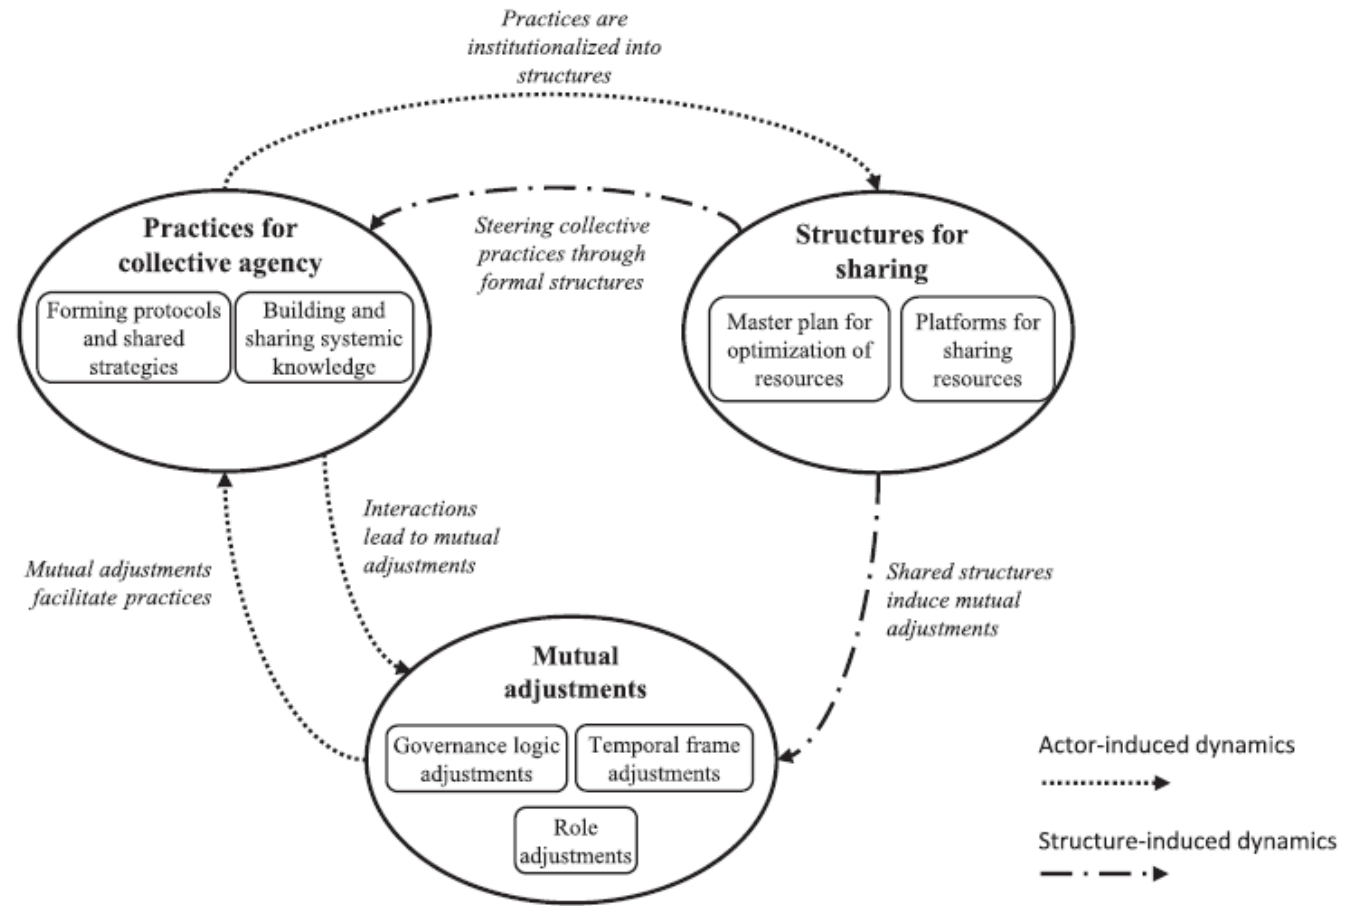 Practices are
institutionalized into
structures
Practices for
collective agency
Forming protocols
and shared
strategies
Building and
sharing systemic
knowledge
Steering collective
practices through
formal structures
Structures for
sharing
Master plan for
optimization of
resources
Platforms for
sharing
resources
Interactions
lead to mutual
adjustments
Mutual adjustments
facilitate practices
Shared structures
induce mutual
adjustments
Mutual
adjustments
Governance logic
adjustments
Temporal frame
adjustments
Role
adjustments
Actor-induced dynamics
Structure-induced dynamics